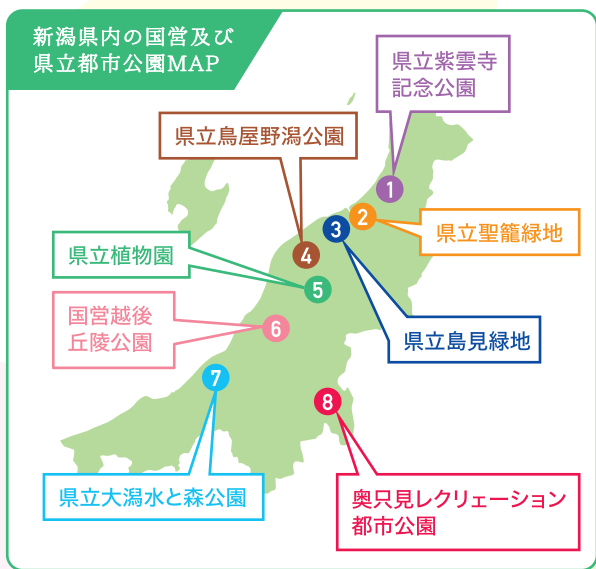 新潟県内の国営及び
県立都市公園MAP
県立紫雲寺
記念公園
県立鳥屋野潟公園
1
2
県立聖籠緑地
3
4
県立植物園
5
国営越後
丘陵公園
6
県立島見緑地
7
8
県立大潟水と森公園
奥只見レクリェーション
都市公園